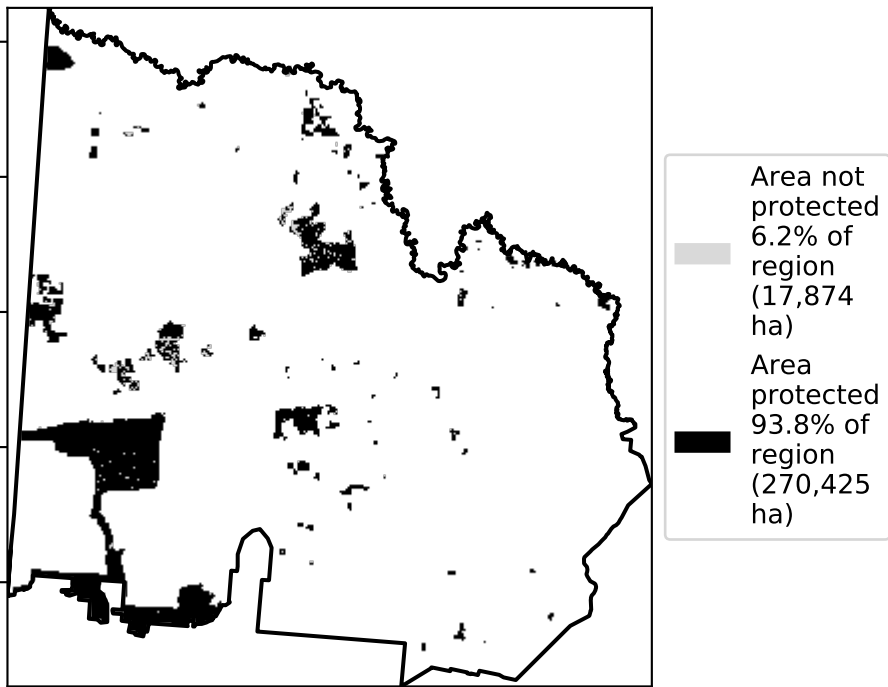 Area not
protected
6.2% of
region
(17,874
ha)
Area
protected
93.8% of
region
(270,425
ha)